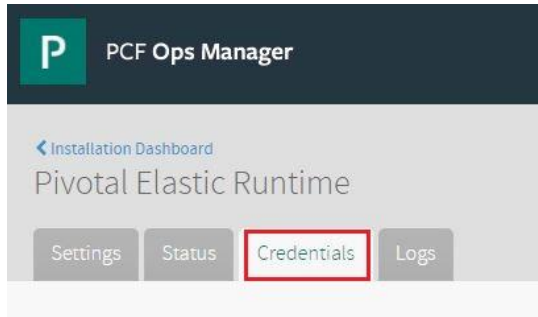 P PCF Ops Manager
Installation Dashboard
Pivotal Elastic Runtime
Settings Status Credentials Logs